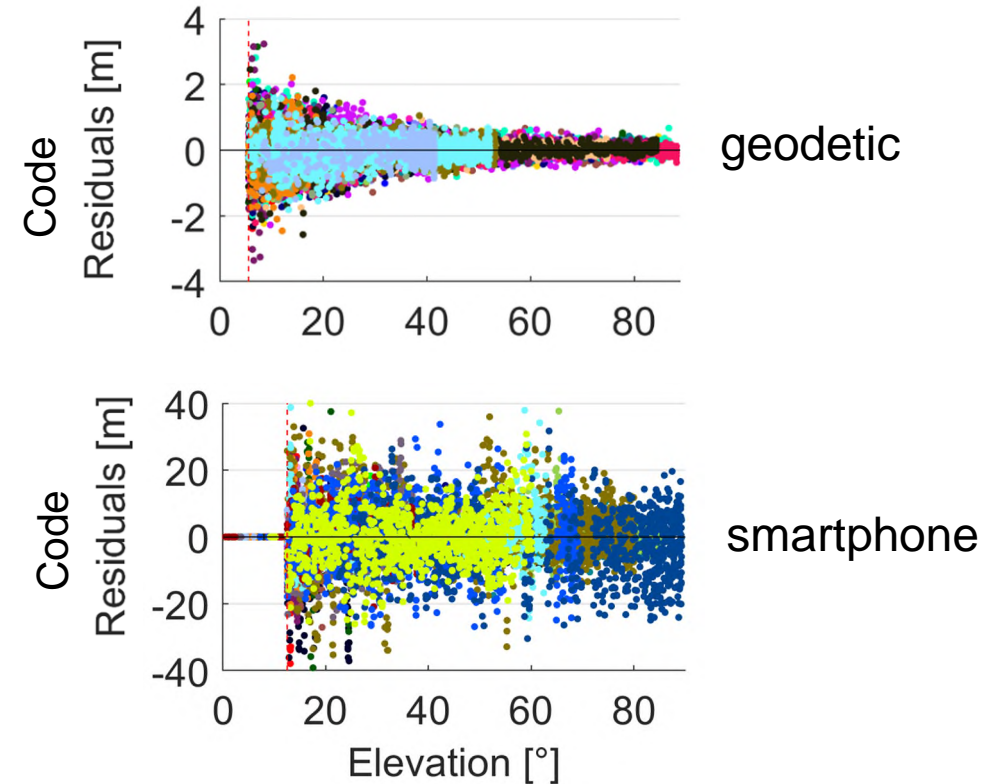 Code
Residuals [m]
4
2
0
-2
-4
0 20 40 60 80
geodetic
Code
Residuals [m]
40
20
0
-20
-40
0 20 40 60 80
Elevation [°]
smartphone